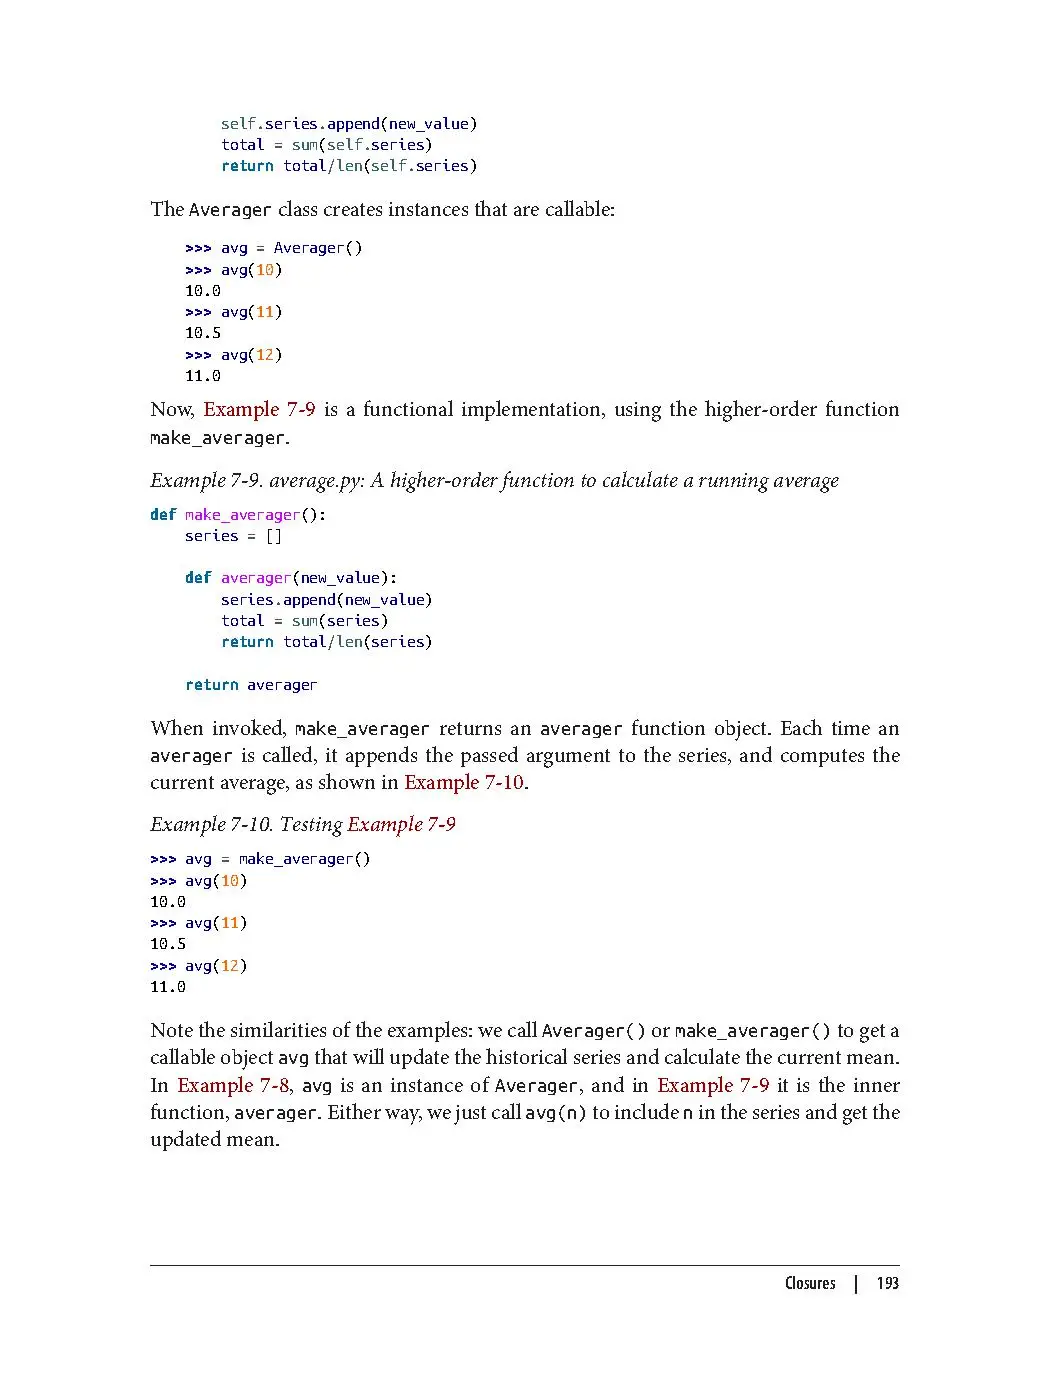 self.series.append(new_value)
total = sum(self.series)
return total/len(self.series)
The Averager class creates instances that are callable:
>>> avg = Averager()
>>> avg(10)
10.0
>>> avg(11)
10.5
>>> avg(12)
11.0
Now, Example 7-9 is a functional implementation, using the higher-order function
make_averager.
Example 7-9. average.py: A higher-order function to calculate a running average
def make_averager():
    series = []

    def averager(new_value):
        series.append(new_value)
        total = sum(series)
        return total/len(series)

    return averager
When invoked, make_averager returns an averager function object. Each time an
averager is called, it appends the passed argument to the series, and computes the
current average, as shown in Example 7-10.
Example 7-10. Testing Example 7-9
>>> avg = make_averager()
>>> avg(10)
10.0
>>> avg(11)
10.5
>>> avg(12)
11.0
Note the similarities of the examples: we call Averager() or make_averager() to get a
callable object avg that will update the historical series and calculate the current mean.
In Example 7-8, avg is an instance of Averager, and in Example 7-9 it is the inner
function, averager. Either way, we just call avg(n) to include n in the series and get the
updated mean.
Closures | 193